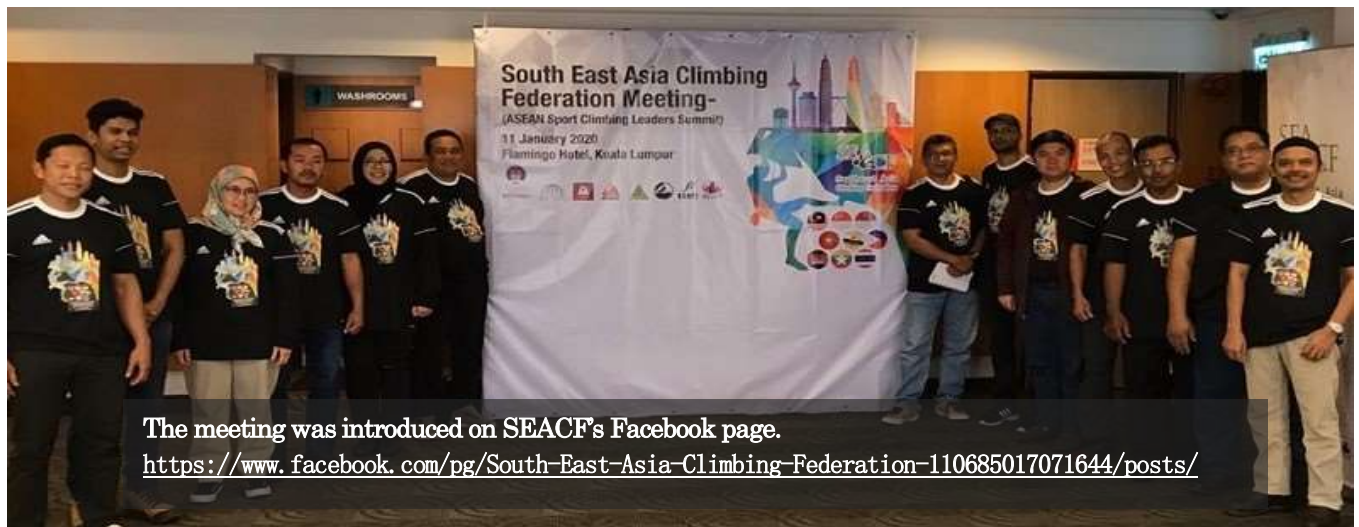 WASHROOMS
South East Asia Climbing
Federation Meeting-
(ASEAN Sport Climbing Leaders Summit)
11 January 2020
Flamingo Hotel, Kuala Lumpur
SEA
CF
Asia
The meeting was introduced on SEACF's Facebook page.
https://www.facebook.com/pg/South-East-Asia-Climbing-Federation-110685017071644/posts/